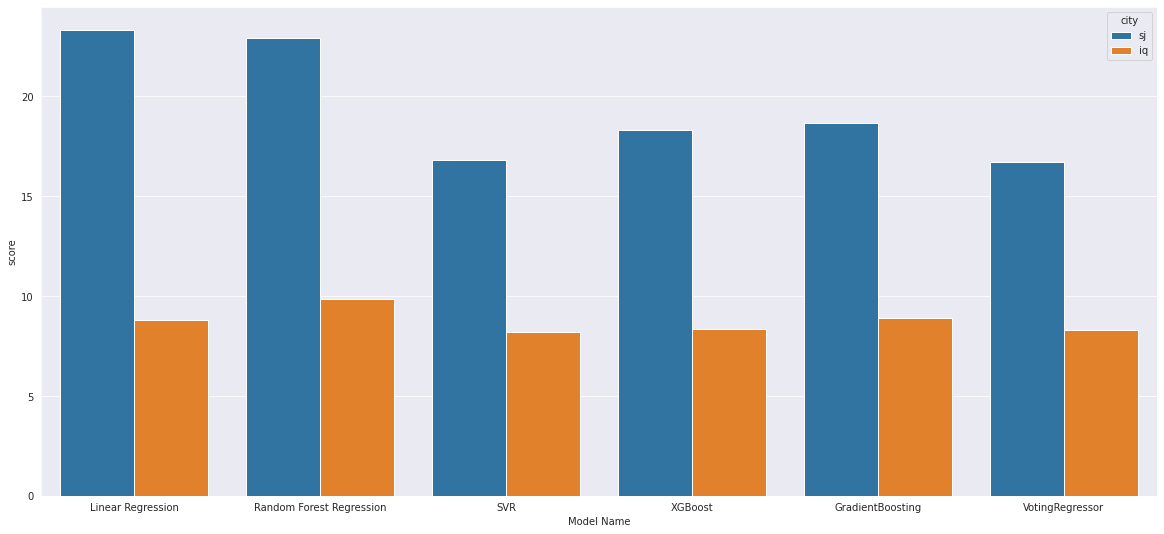 city
sj
iq
20
15
10
5
0
score
Linear Regression Random Forest Regression SVR XGBoost GradientBoosting VotingRegressor
Model Name